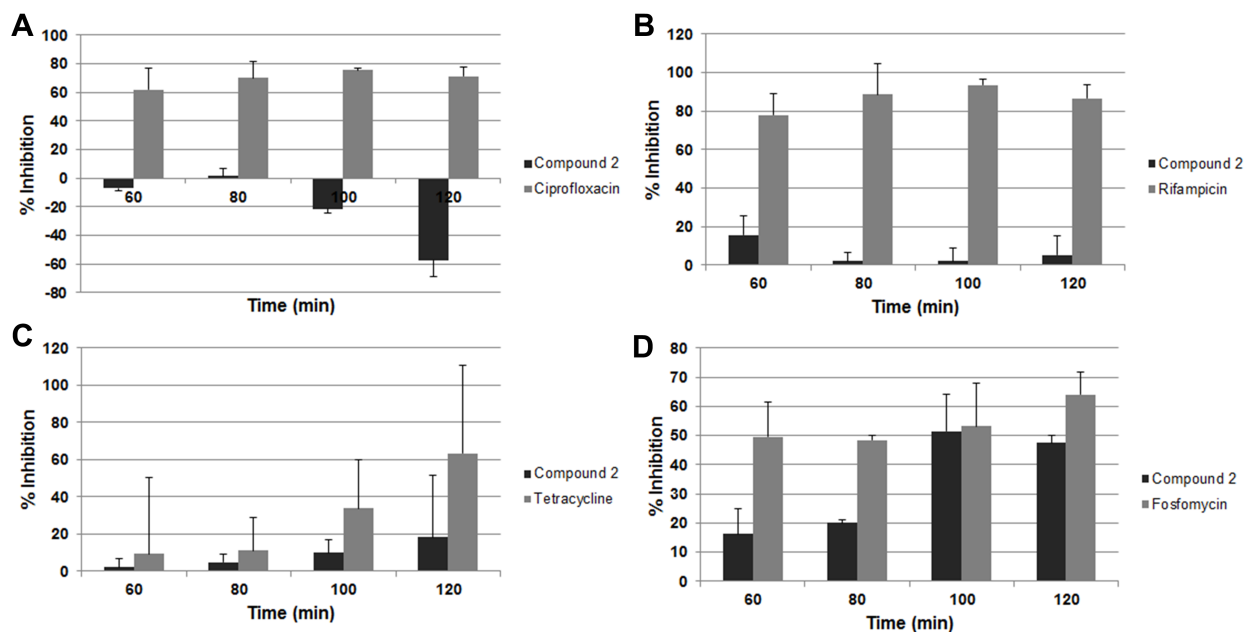 A
% Inhibition
100
80
60
40
20
0
-20
-40
-60
-80
60 80 100 120
Time (min)
Compound 2
Ciprofloxacin
B
% Inhibition
120
100
80
60
40
20
0
60 80 100 120
Time (min)
Compound 2
Rifampicin
C
% Inhibition
120
100
80
60
40
20
0
60 80 100 120
Time (min)
Compound 2
Tetracycline
D
% Inhibition
80
70
60
50
40
30
20
10
0
60 80 100 120
Time (min)
Compound 2
Fosfomycin